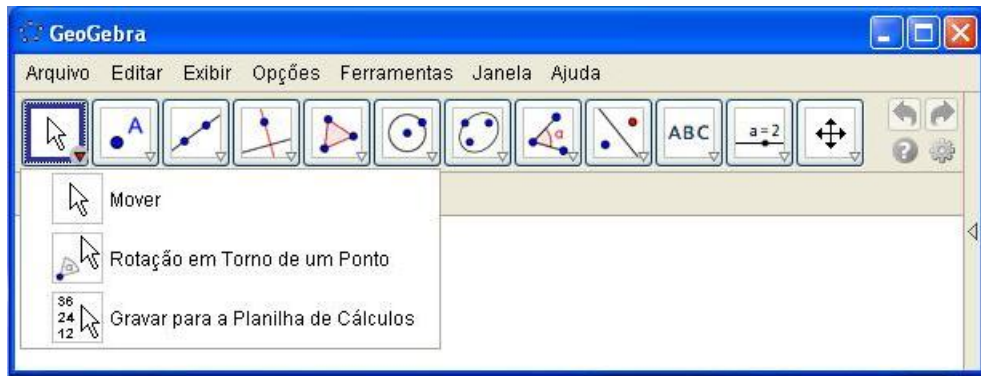 GeoGebra
Arquivo Editar Exibir Opções Ferramentas Janela Ajuda
A α ABC a=2
Mover
α Rotação em Torno de um Ponto
36
24
12
Gravar para a Planilha de Cálculos